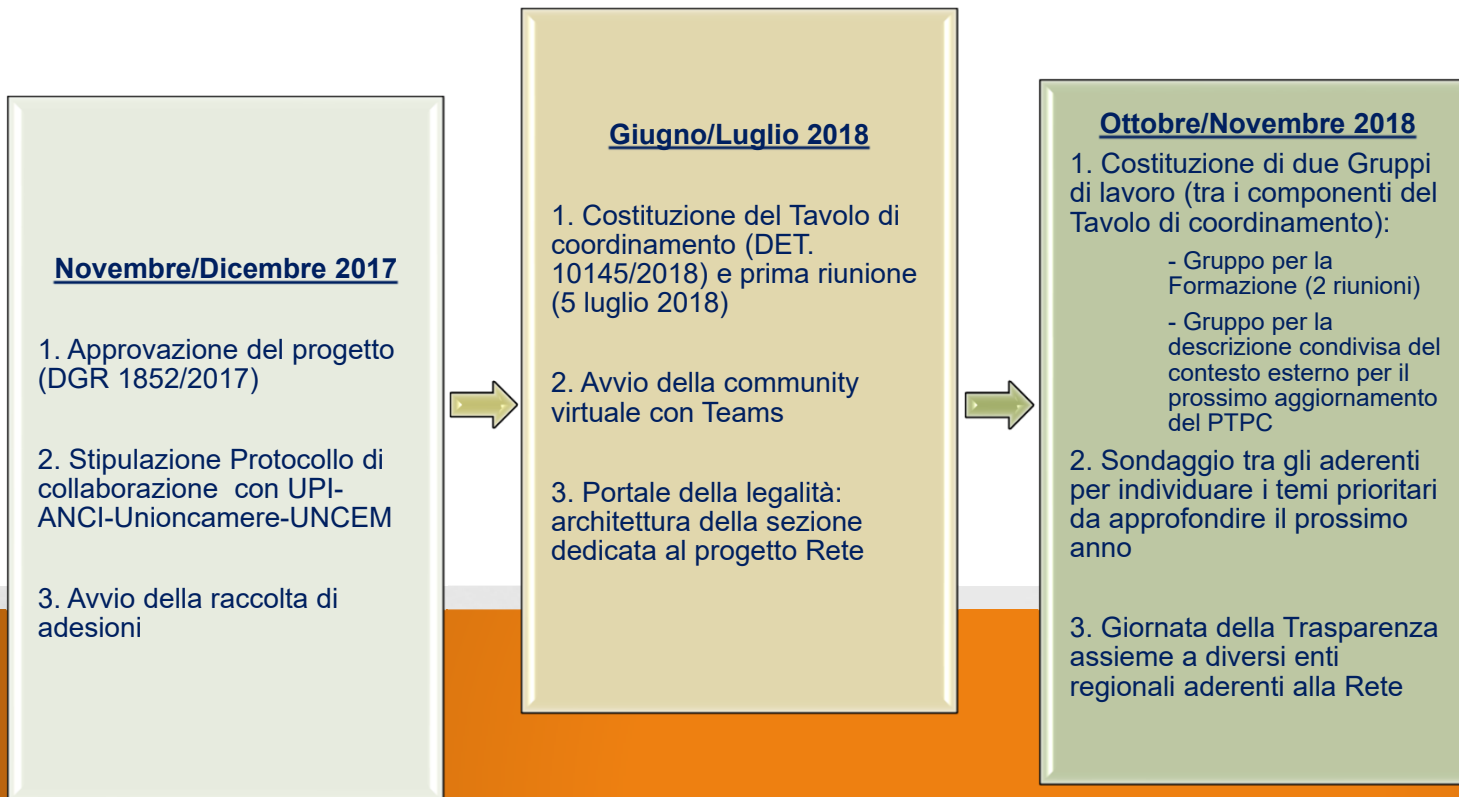 Novembre/Dicembre 2017
1. Approvazione del progetto
(DGR 1852/2017)
2. Stipulazione Protocollo di
collaborazione con UPI-
ANCI-Unioncamere-UNCEM
3. Avvio della raccolta di
adesioni
Giugno/Luglio 2018
1. Costituzione del Tavolo di
coordinamento (DET.
10145/2018) e prima riunione
(5 luglio 2018)
2. Avvio della community
virtuale con Teams
3. Portale della legalità:
architettura della sezione
dedicata al progetto Rete
Ottobre/Novembre 2018
1. Costituzione di due Gruppi
di lavoro (tra i componenti del
Tavolo di coordinamento):
- Gruppo per la
Formazione (2 riunioni)
- Gruppo per la
descrizione condivisa del
contesto esterno per il
prossimo aggiornamento
del PTPC
2. Sondaggio tra gli aderenti
per individuare i temi prioritari
da approfondire il prossimo
anno
3. Giornata della Trasparenza
assieme a diversi enti
regionali aderenti alla Rete